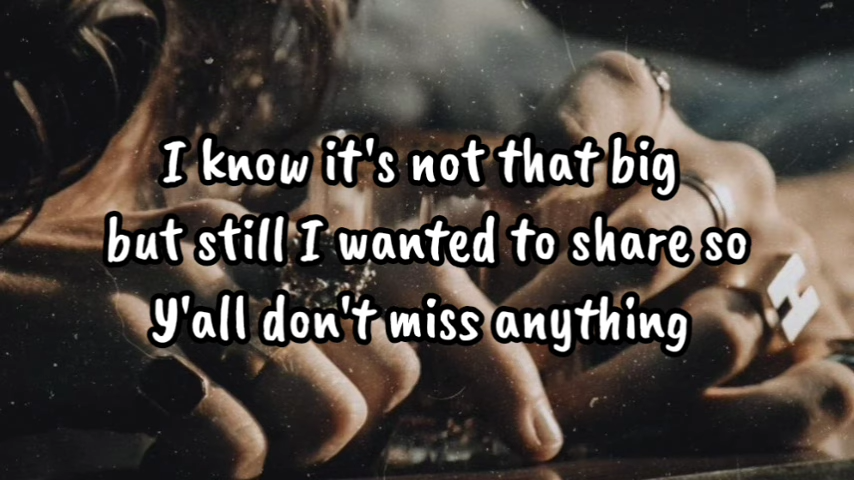 I know it's not that big
but still I wanted to share so
Y'all don't miss anything
H